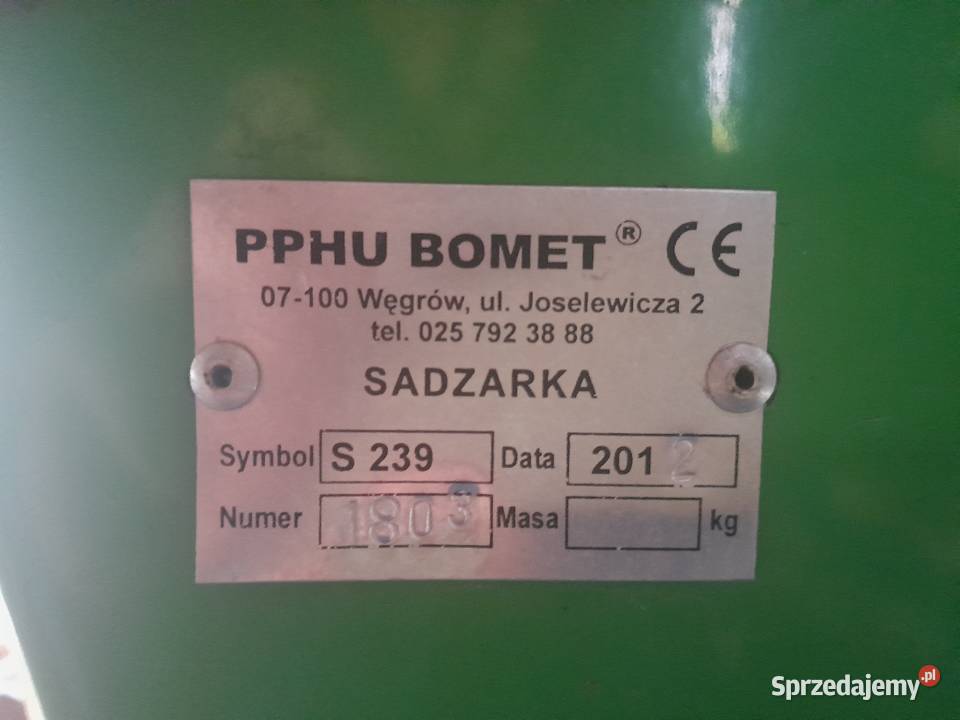 PPHU BOMET® CE
07-100 Węgrów, ul. Joselewicza 2
tel. 025 792 38 88
SADZARKA
Symbol S 239 Data 2012
Numer 1803 Masa kg
Sprzedajemy.pl